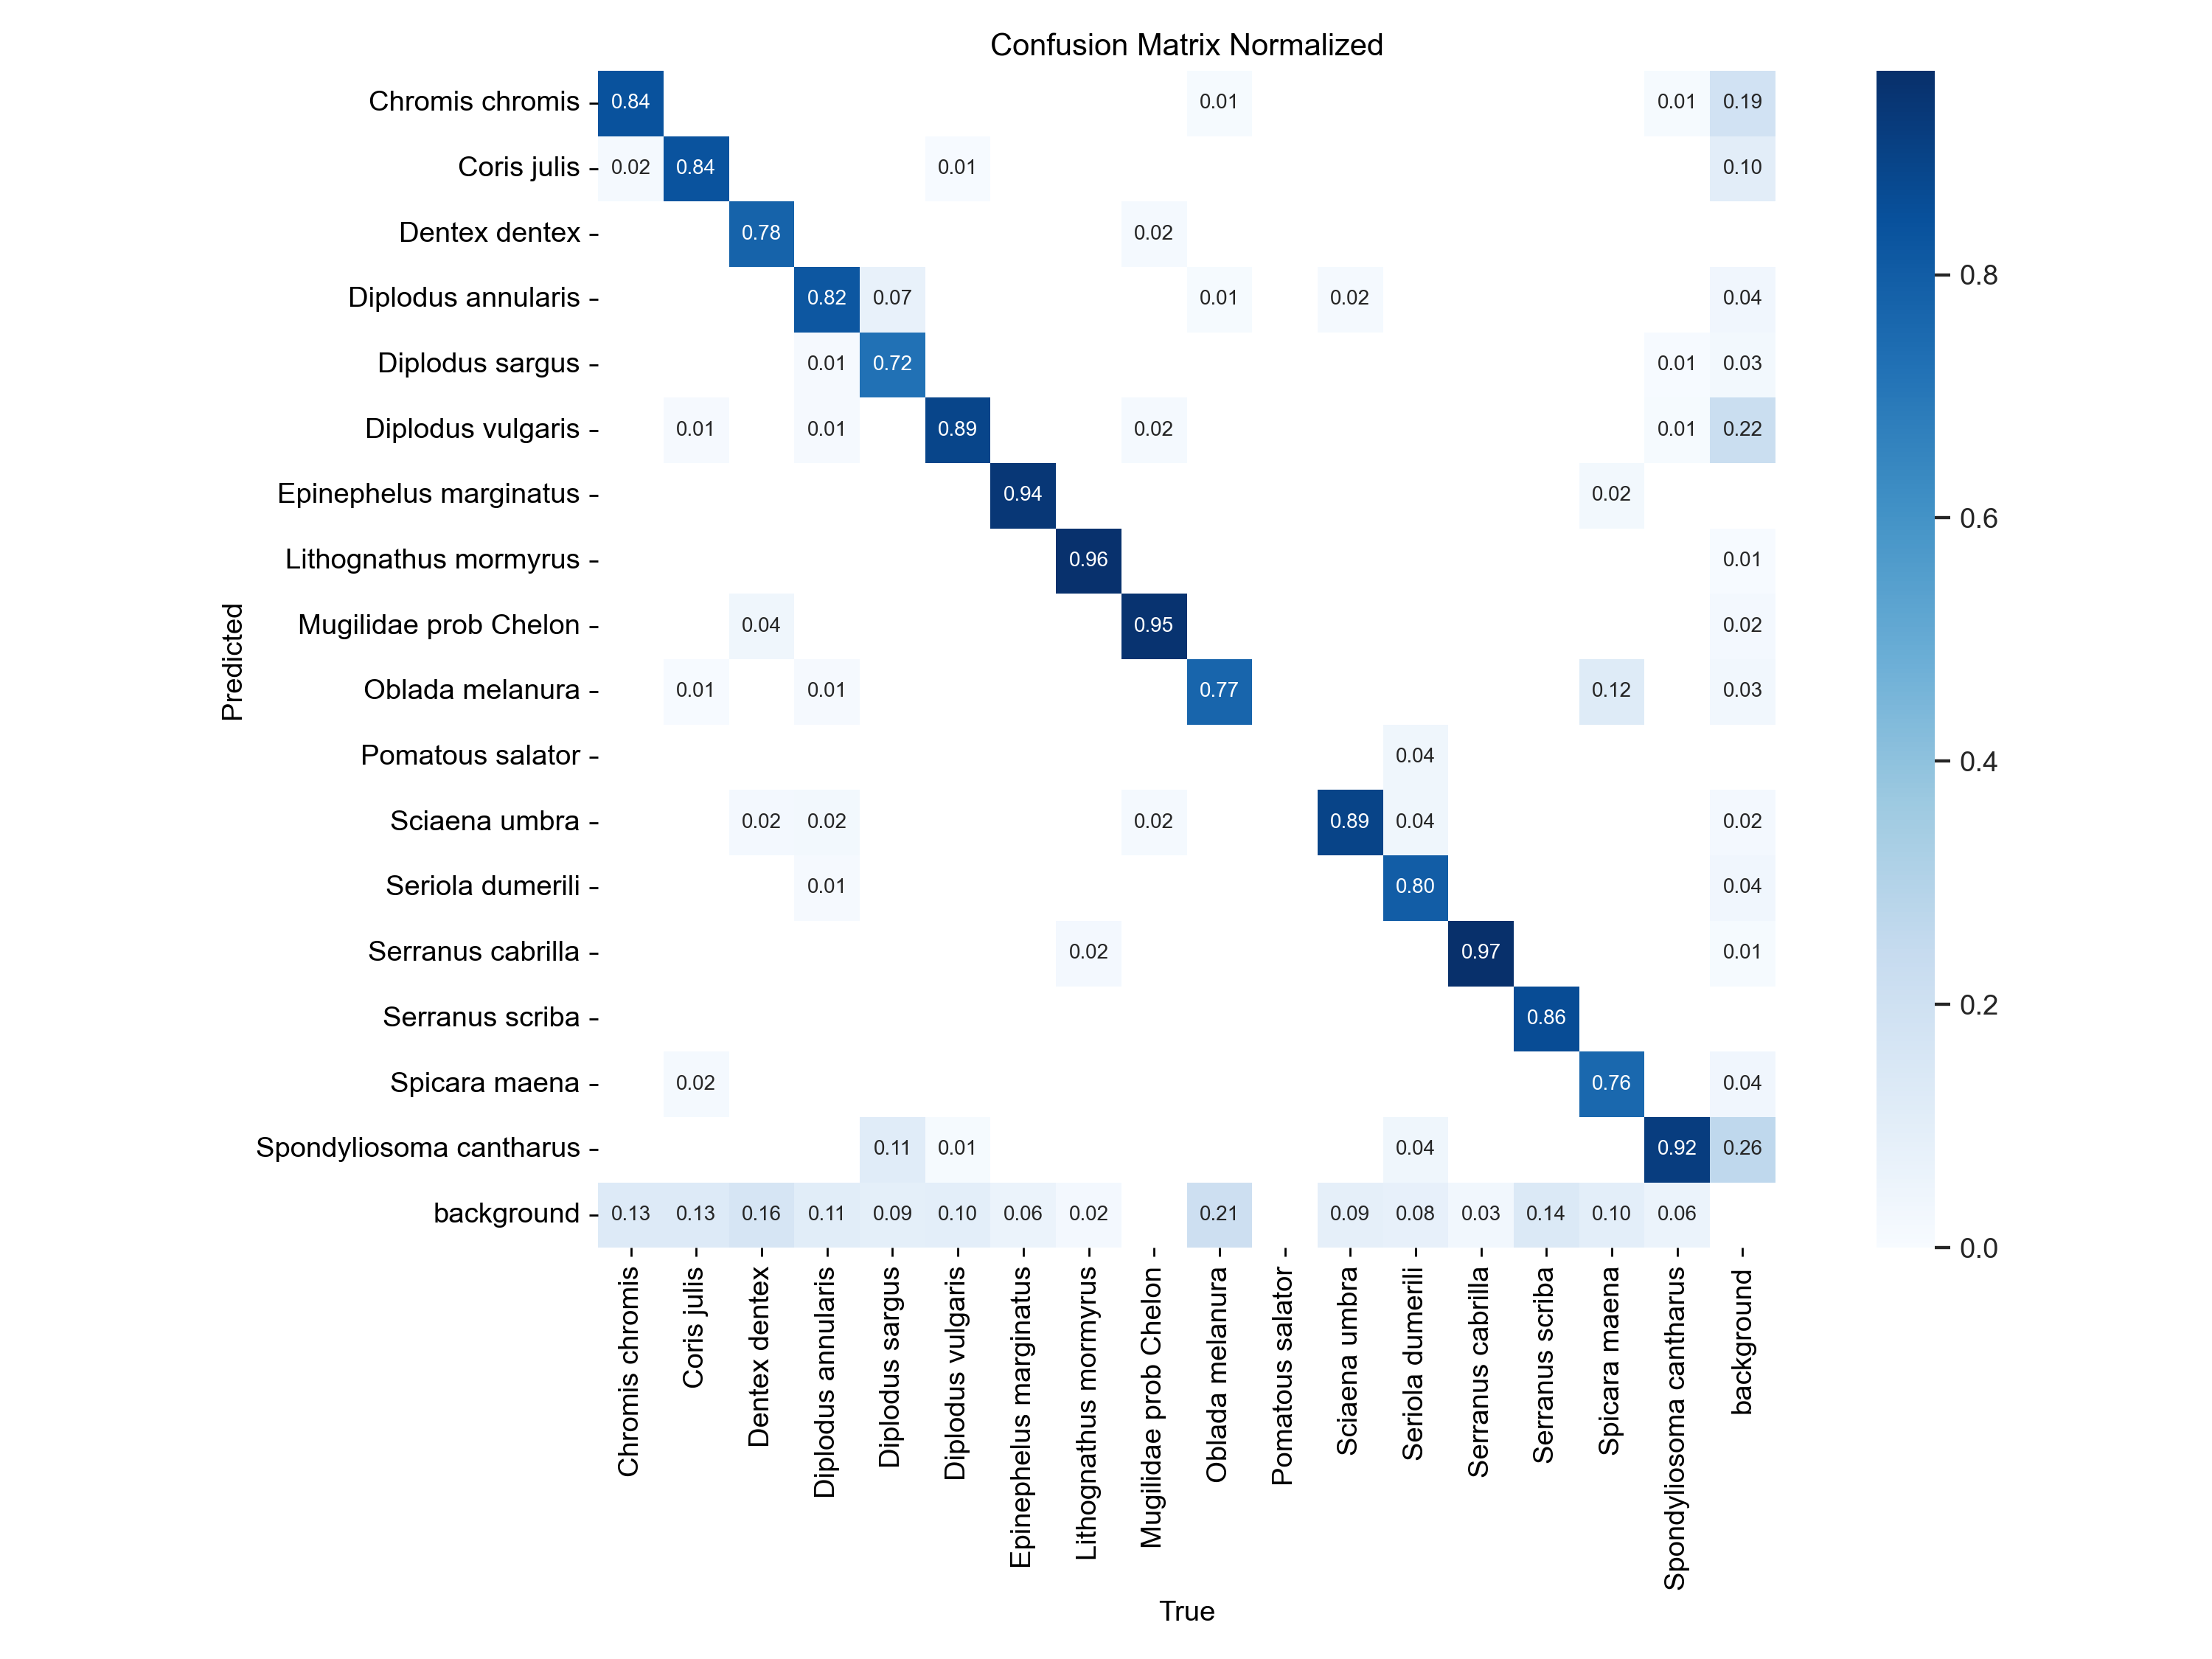 Confusion Matrix Normalized
Chromis chromis 0.84 0.01 0.01 0.19
Coris julis 0.02 0.84 0.01 0.10
Dentex dentex 0.78 0.02
Diplodus annularis 0.82 0.07 0.01 0.02 0.04
Diplodus sargus 0.01 0.72 0.01 0.03
Diplodus vulgaris 0.01 0.01 0.89 0.02 0.01 0.22
Epinephelus marginatus 0.94 0.02
Lithognathus mormyrus 0.96 0.01
Mugilidae prob Chelon 0.04 0.95 0.02
Oblada melanura 0.01 0.01 0.77 0.12 0.03
Pomatous salator 0.04
Sciaena umbra 0.02 0.02 0.02 0.89 0.04 0.02
Seriola dumerili 0.01 0.80 0.04
Serranus cabrilla 0.02 0.97 0.01
Serranus scriba 0.86
Spicara maena 0.02 0.76 0.04
Spondyliosoma cantharus 0.11 0.01 0.04 0.92 0.26
background 0.13 0.13 0.16 0.11 0.09 0.10 0.06 0.02 0.21 0.09 0.08 0.03 0.14 0.10 0.06
Predicted
Chromis chromis
Coris julis
Dentex dentex
Diplodus annularis
Diplodus sargus
Diplodus vulgaris
Epinephelus marginatus
Lithognathus mormyrus
Mugilidae prob Chelon
Oblada melanura
Pomatous salator
Sciaena umbra
Seriola dumerili
Serranus cabrilla
Serranus scriba
Spicara maena
Spondyliosoma cantharus
background
True
0.8
0.6
0.4
0.2
0.0